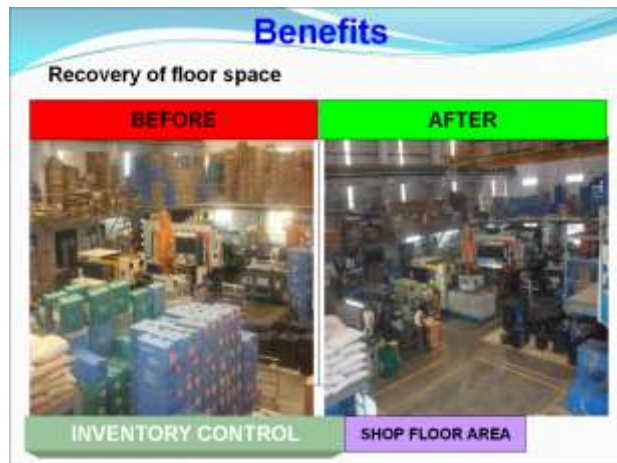 Benefits
Recovery of floor space
BEFORE
AFTER
INVENTORY CONTROL
SHOP FLOOR AREA